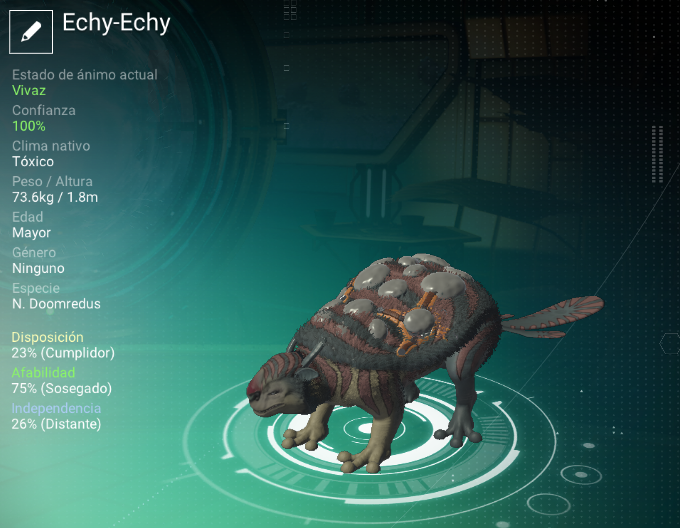 Echy-Echy
Estado de ánimo actual
Vivaz
Confianza
100%
Clima nativo
Tóxico
Peso / Altura
73.6kg / 1.8m
Edad
Mayor
Género
Ninguno
Especie
N. Doomredus
Disposición
23% (Cumplidor)
Afabilidad
75% (Sosegado)
Independencia
26% (Distante)